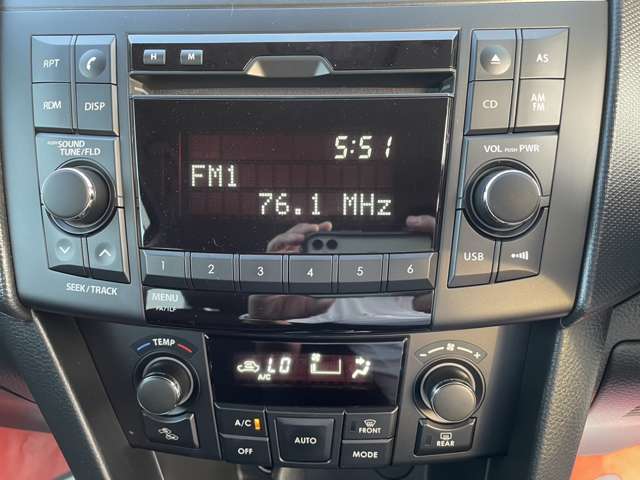 H M
RPT
RDM DISP
AS
CD AM
FM
5:51
FM1
76.1 MHz
SOUND
TUNE/FLD
VOL PUSH PWR
USB
1 2 3 4 5 6
SEEK/TRACK
MENU
TEMP
LO
A/C
- +
A/C
OFF
AUTO
FRONT
MODE
REAR